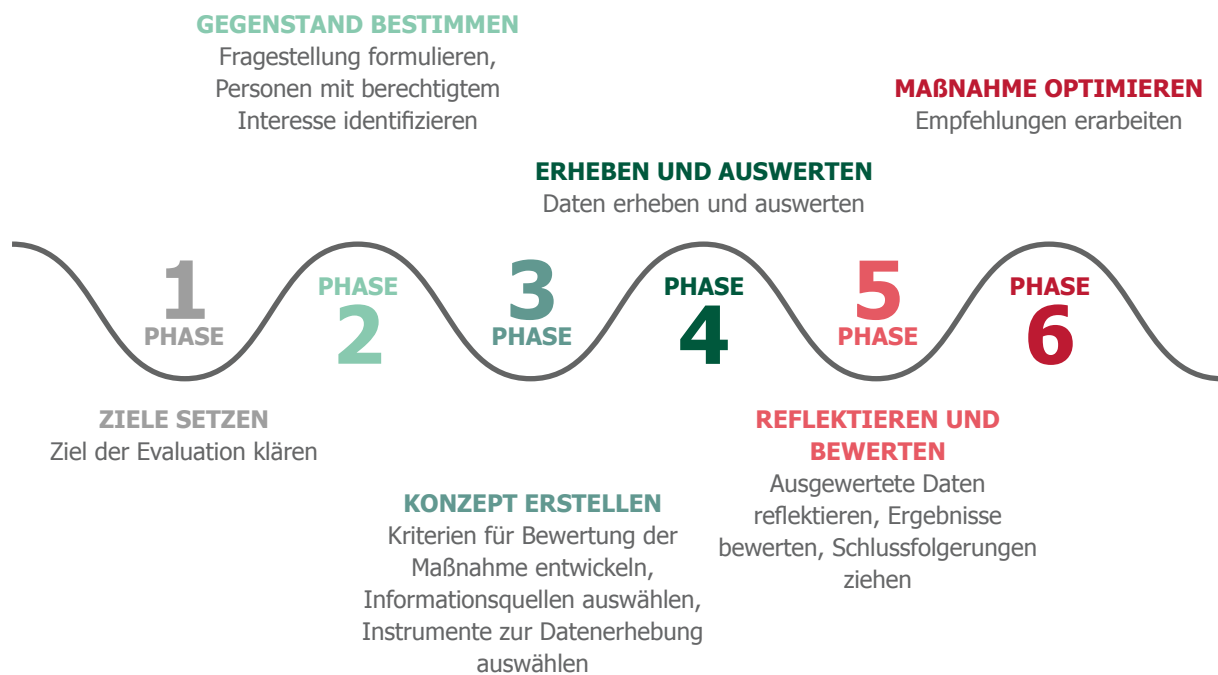 GEGENSTAND BESTIMMEN
Fragestellung formulieren,
Personen mit berechtigtem
Interesse identifizieren
MAßNAHME OPTIMIEREN
Empfehlungen erarbeiten
ERHEBEN UND AUSWERTEN
Daten erheben und auswerten
1
PHASE
PHASE
2
3
PHASE
PHASE
4
5
PHASE
PHASE
6
ZIELE SETZEN
Ziel der Evaluation klären
REFLEKTIEREN UND
BEWERTEN
Ausgewertete Daten
reflektieren, Ergebnisse
bewerten, Schlussfolgerungen
ziehen
KONZEPT ERSTELLEN
Kriterien für Bewertung der
Maßnahme entwickeln,
Informationsquellen auswählen,
Instrumente zur Datenerhebung
auswählen